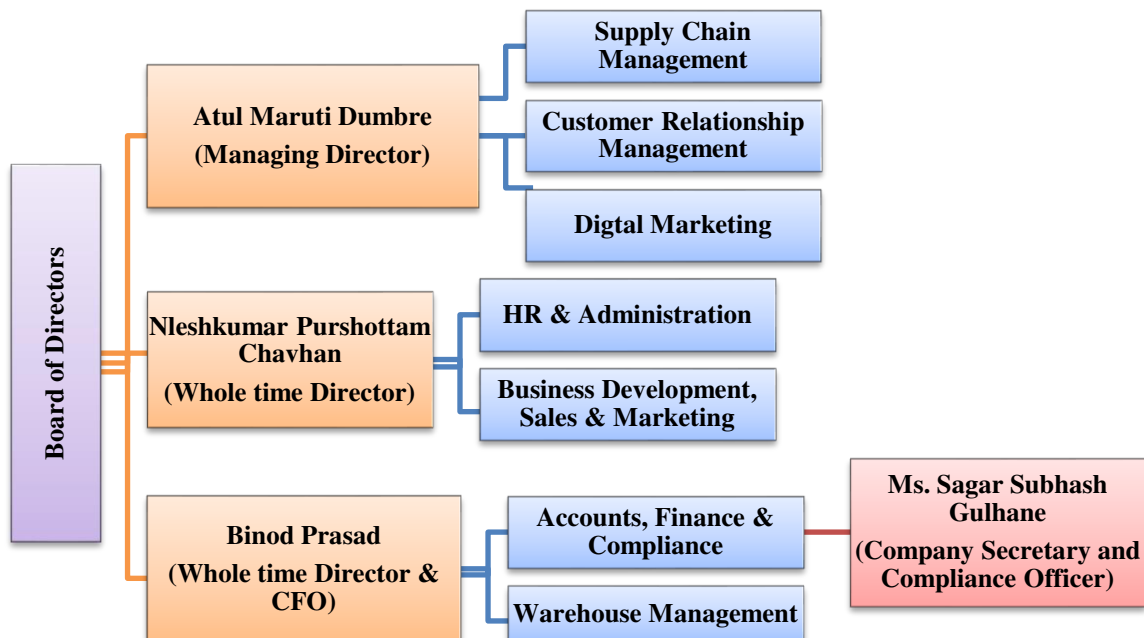 Board of Directors
Atul Maruti Dumbre
(Managing Director)
Supply Chain
Management
Customer Relationship
Management
Digtal Marketing
Nleshkumar Purshottam
Chavhan
(Whole time Director)
HR & Administration
Business Development,
Sales & Marketing
Binod Prasad
(Whole time Director &
CFO)
Accounts, Finance &
Compliance
Ms. Sagar Subhash
Gulhane
(Company Secretary and
Compliance Officer)
Warehouse Management